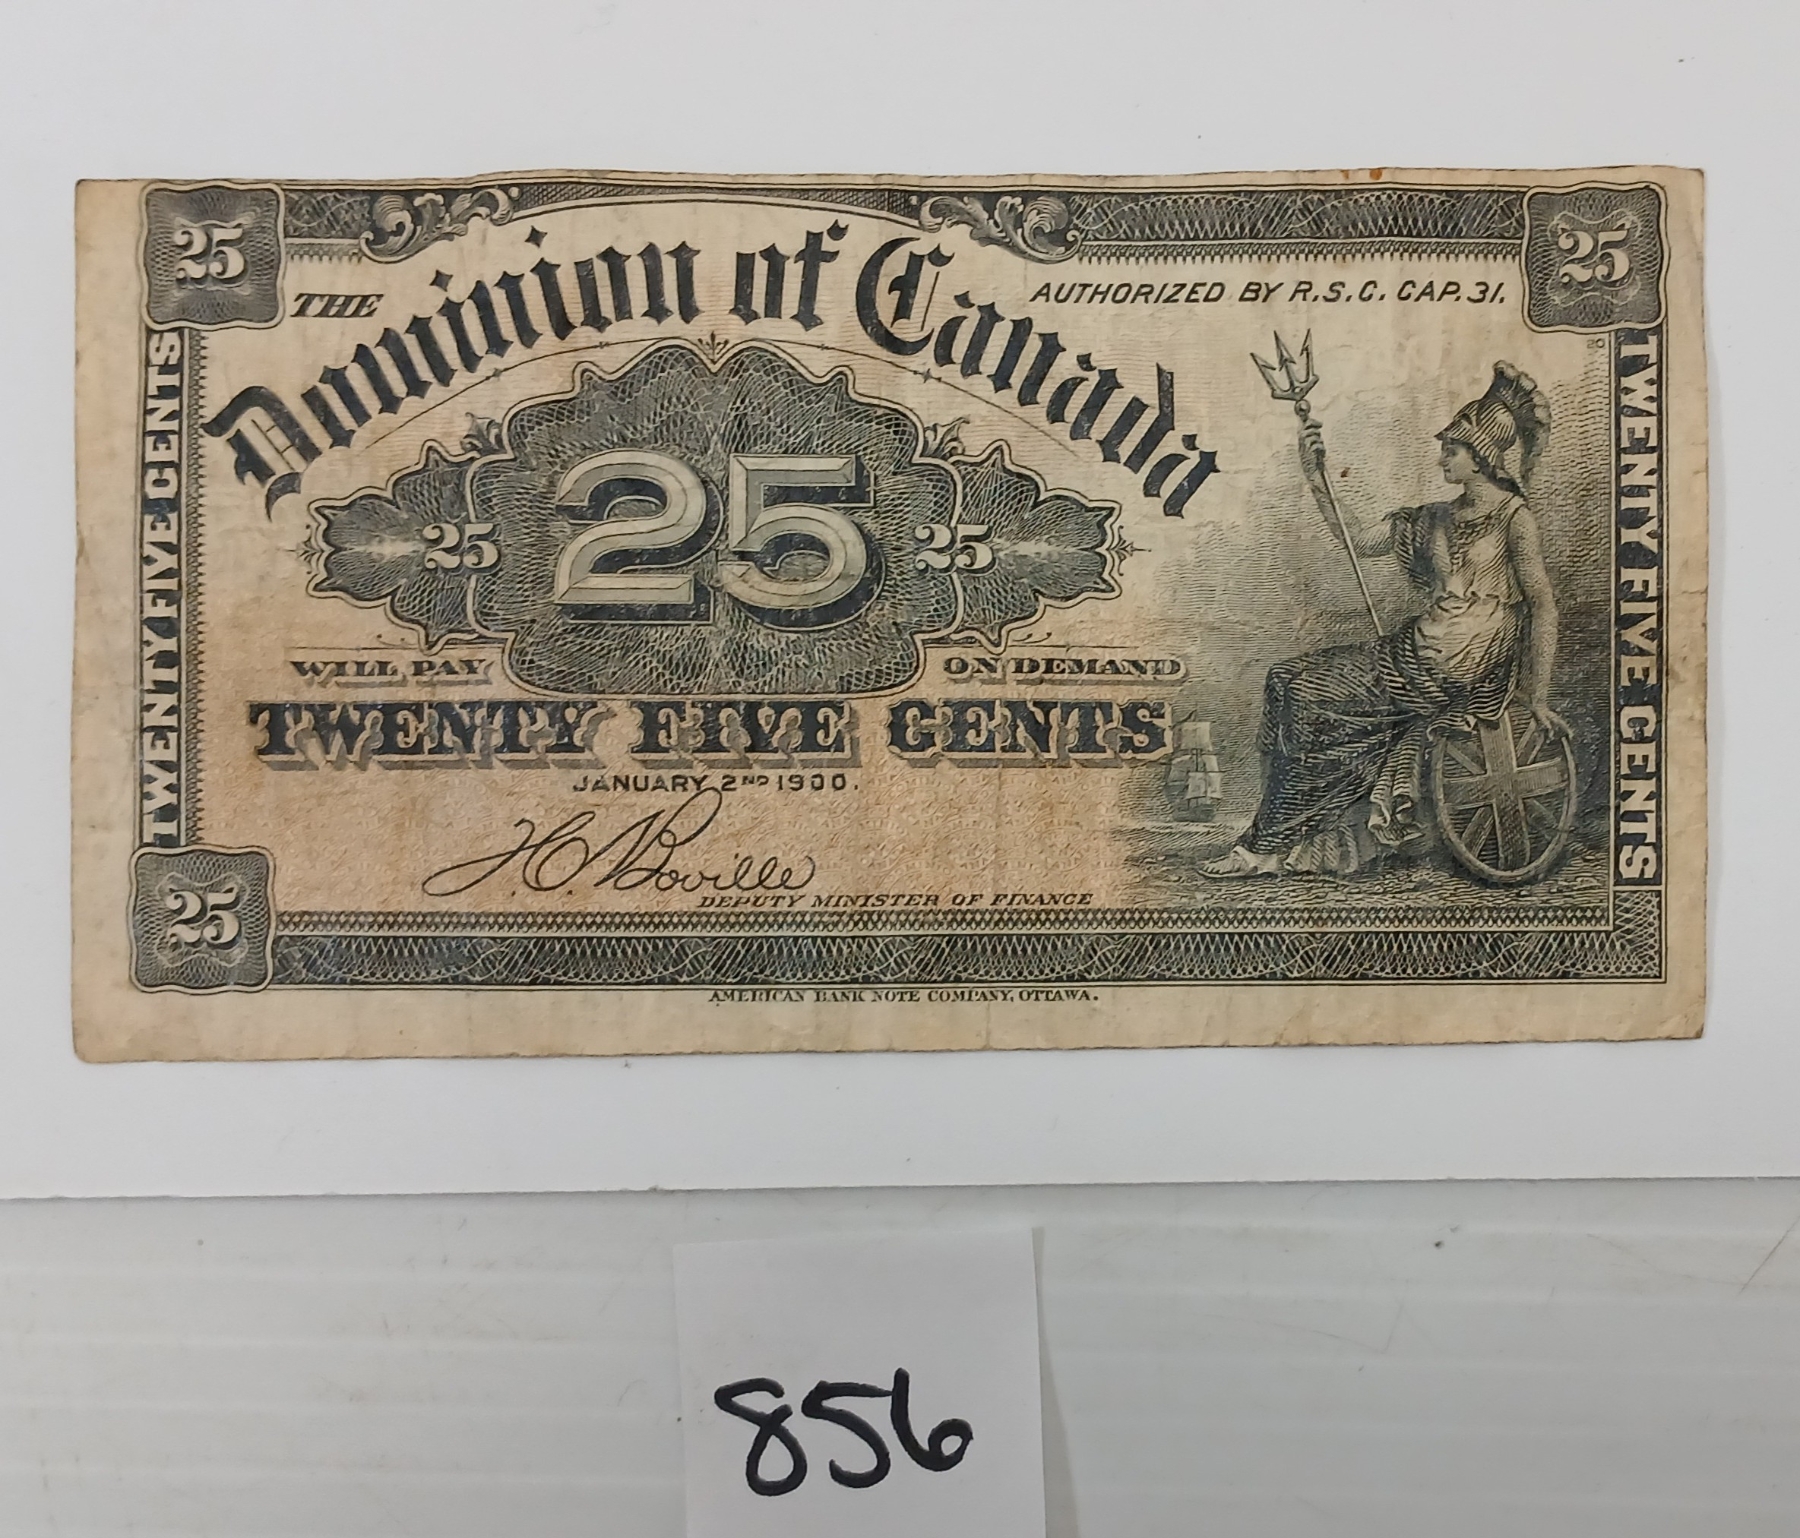 25
25
THE
Dominion of Canada
AUTHORIZED BY R.S.C. CAP. 31.
20
TWENTY FIVE CENTS
TWENTY FIVE CENTS
25
25
25
WILL PAY
ON DEMAND
TWENTY FIVE CENTS
JANUARY 2ND 1900.
H.C. Boville
DEPUTY MINISTER OF FINANCE
25
AMERICAN BANK NOTE COMPANY, OTTAWA.
856